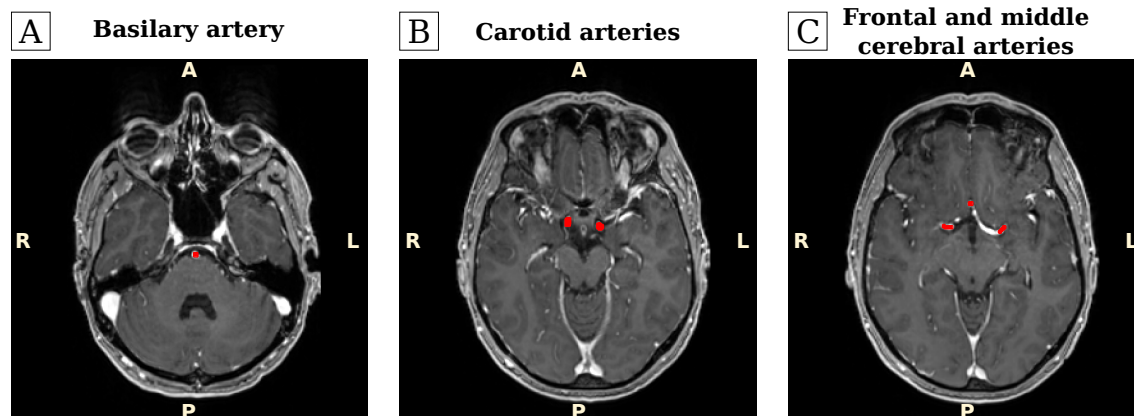 A Basilary artery
B Carotid arteries
C Frontal and middle
cerebral arteries
A
A
A
R
L
R
L
R
L
P
P
P